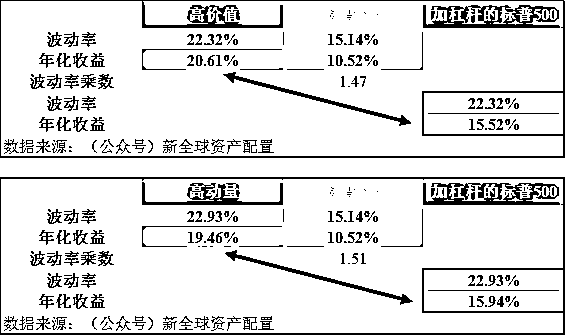 高价值 加杠杆的标普500
波动率 22.32% 15.14%
年化收益 20.61% 10.52%
波动率乘数 1.47
波动率 22.32%
年化收益 15.52%
数据来源：（公众号）新全球资产配置
高动量 加杠杆的标普500
波动率 22.93% 15.14%
年化收益 19.46% 10.52%
波动率乘数 1.51
波动率 22.93%
年化收益 15.94%
数据来源：（公众号）新全球资产配置